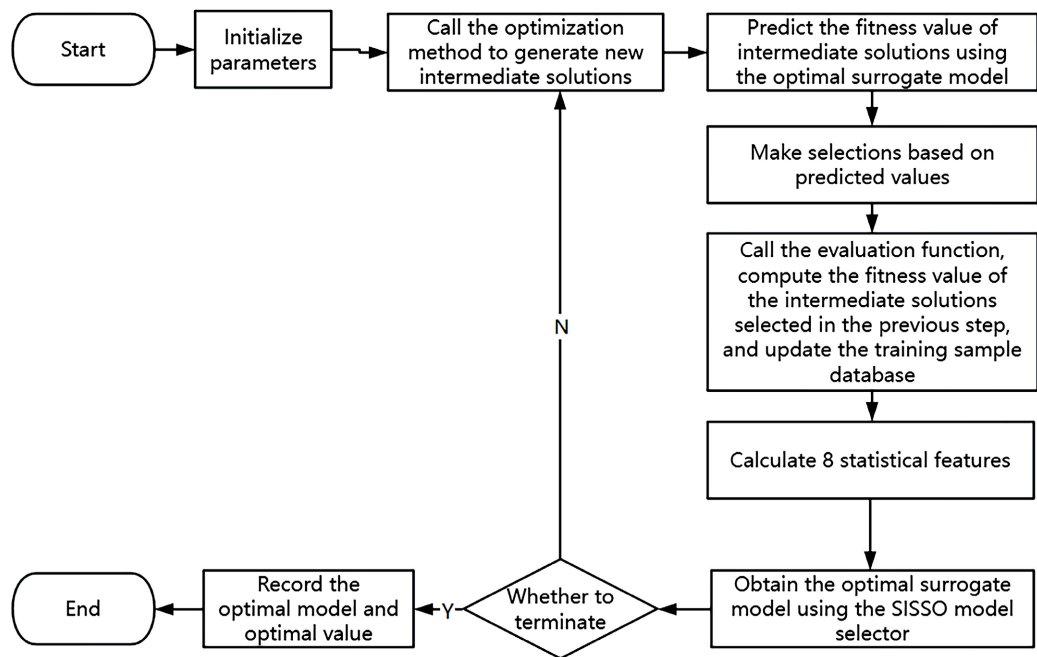 Start
Initialize
parameters
Call the optimization
method to generate new
intermediate solutions
Predict the fitness value of
intermediate solutions using
the optimal surrogate model
Make selections based on
predicted values
Call the evaluation function,
compute the fitness value of
the intermediate solutions
selected in the previous step,
and update the training sample
database
N
Calculate 8 statistical features
Obtain the optimal surrogate
model using the SISSO model
selector
Whether to
terminate
Y
Record the
optimal model and
optimal value
End